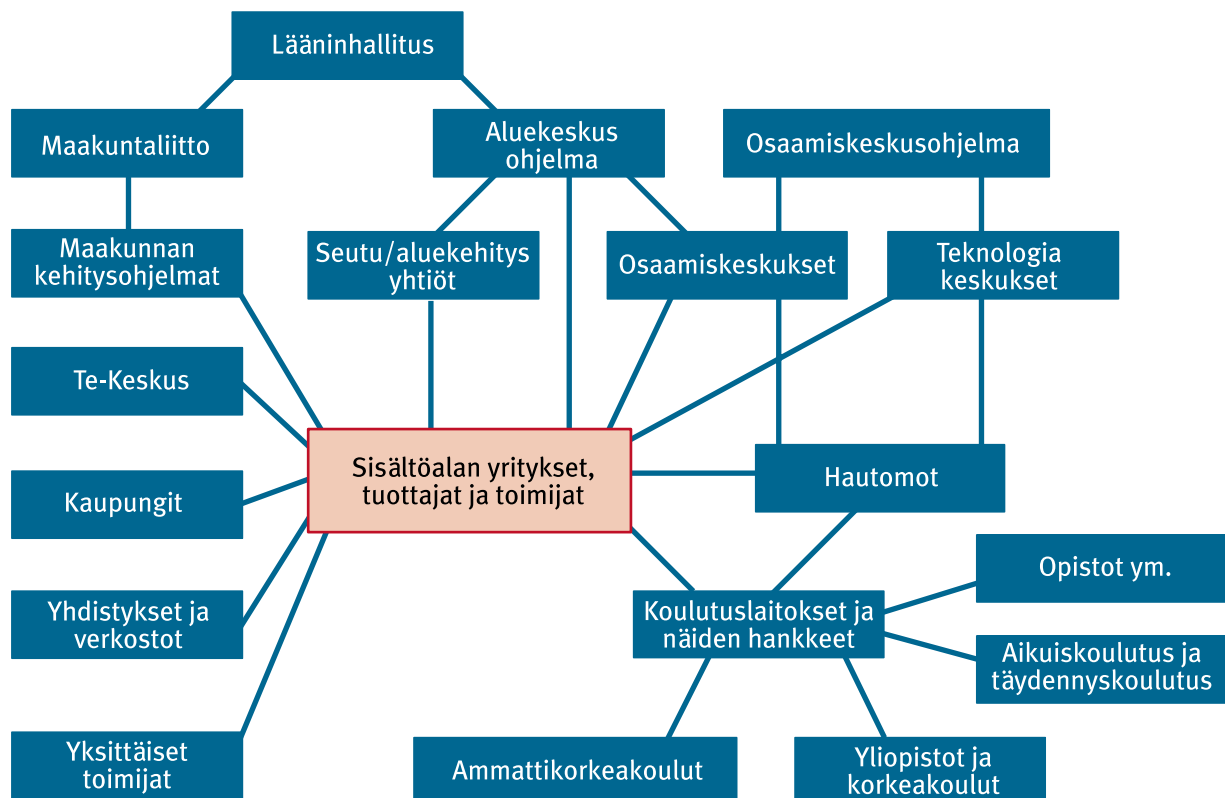 Lääninhallitus
Maakuntaliitto
Aluekeskus
ohjelma
Osaamiskeskusohjelma
Maakunnan
kehitysohjelmat
Seutu/aluekehitys
yhtiöt
Osaamiskeskukset
Teknologia
keskukset
Te-Keskus
Sisältöalan yritykset,
tuottajat ja toimijat
Kaupungit
Hautomot
Opistot ym.
Yhdistykset ja
verkostot
Koulutuslaitokset ja
näiden hankkeet
Aikuiskoulutus ja
täydennyskoulutus
Yksittäiset
toimijat
Ammattikorkeakoulut
Yliopistot ja
korkeakoulut